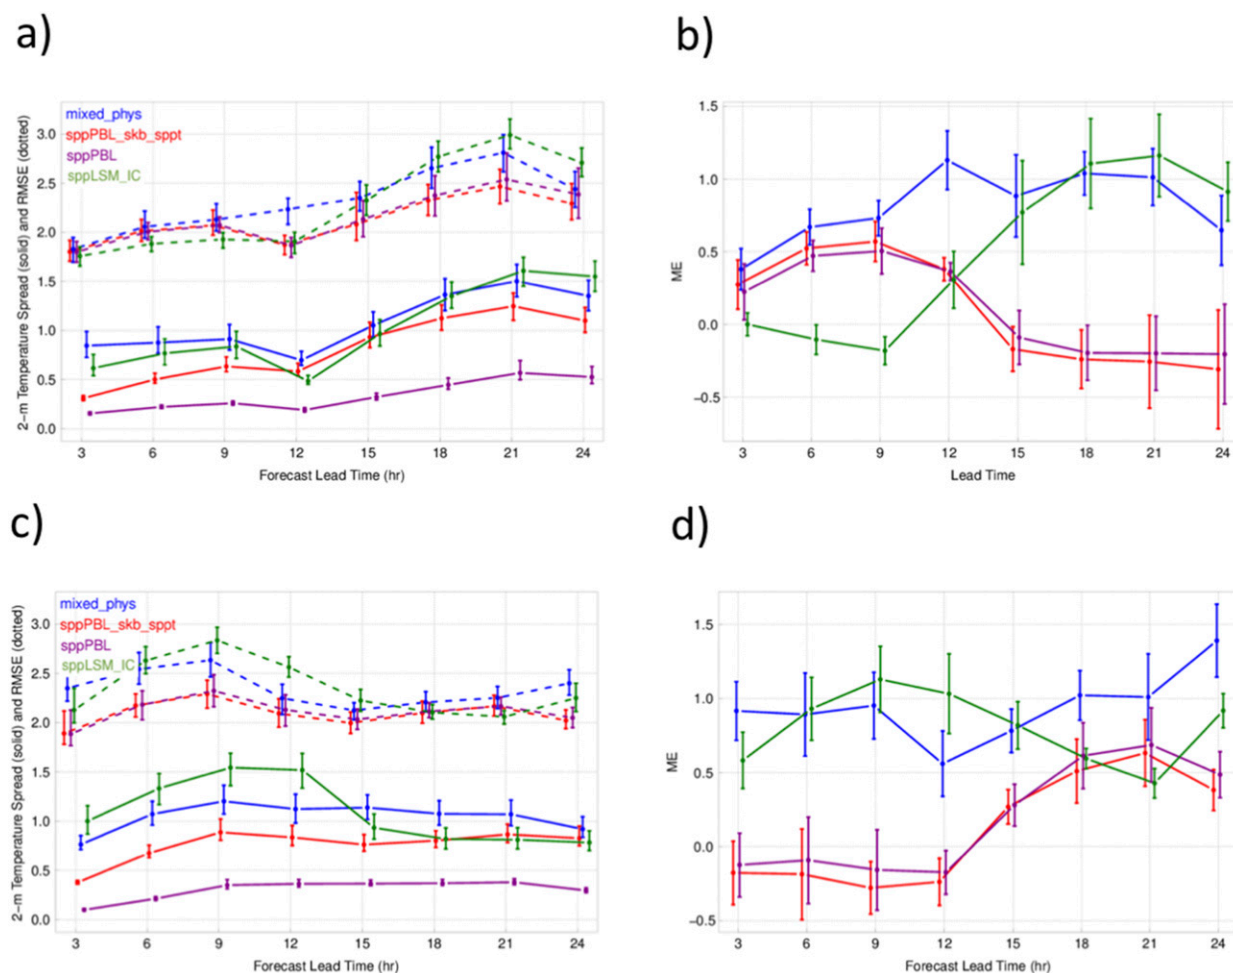 a)
2-m Temperature Spread (solid) and RMSE (dotted)
mixed_phys
sppPBL_skb_sppt
sppPBL
sppLSM_IC
3.0
2.5
2.0
1.5
1.0
0.5
0.0
3 6 9 12 15 18 21 24
Forecast Lead Time (hr)
b)
ME
1.5
1.0
0.5
0.0
-0.5
3 6 9 12 15 18 21 24
Lead Time
c)
2-m Temperature Spread (solid) and RMSE (dotted)
mixed_phys
sppPBL_skb_sppt
sppPBL
sppLSM_IC
3.0
2.5
2.0
1.5
1.0
0.5
0.0
3 6 9 12 15 18 21 24
Forecast Lead Time (hr)
d)
ME
1.5
1.0
0.5
0.0
-0.5
3 6 9 12 15 18 21 24
Forecast Lead Time (hr)